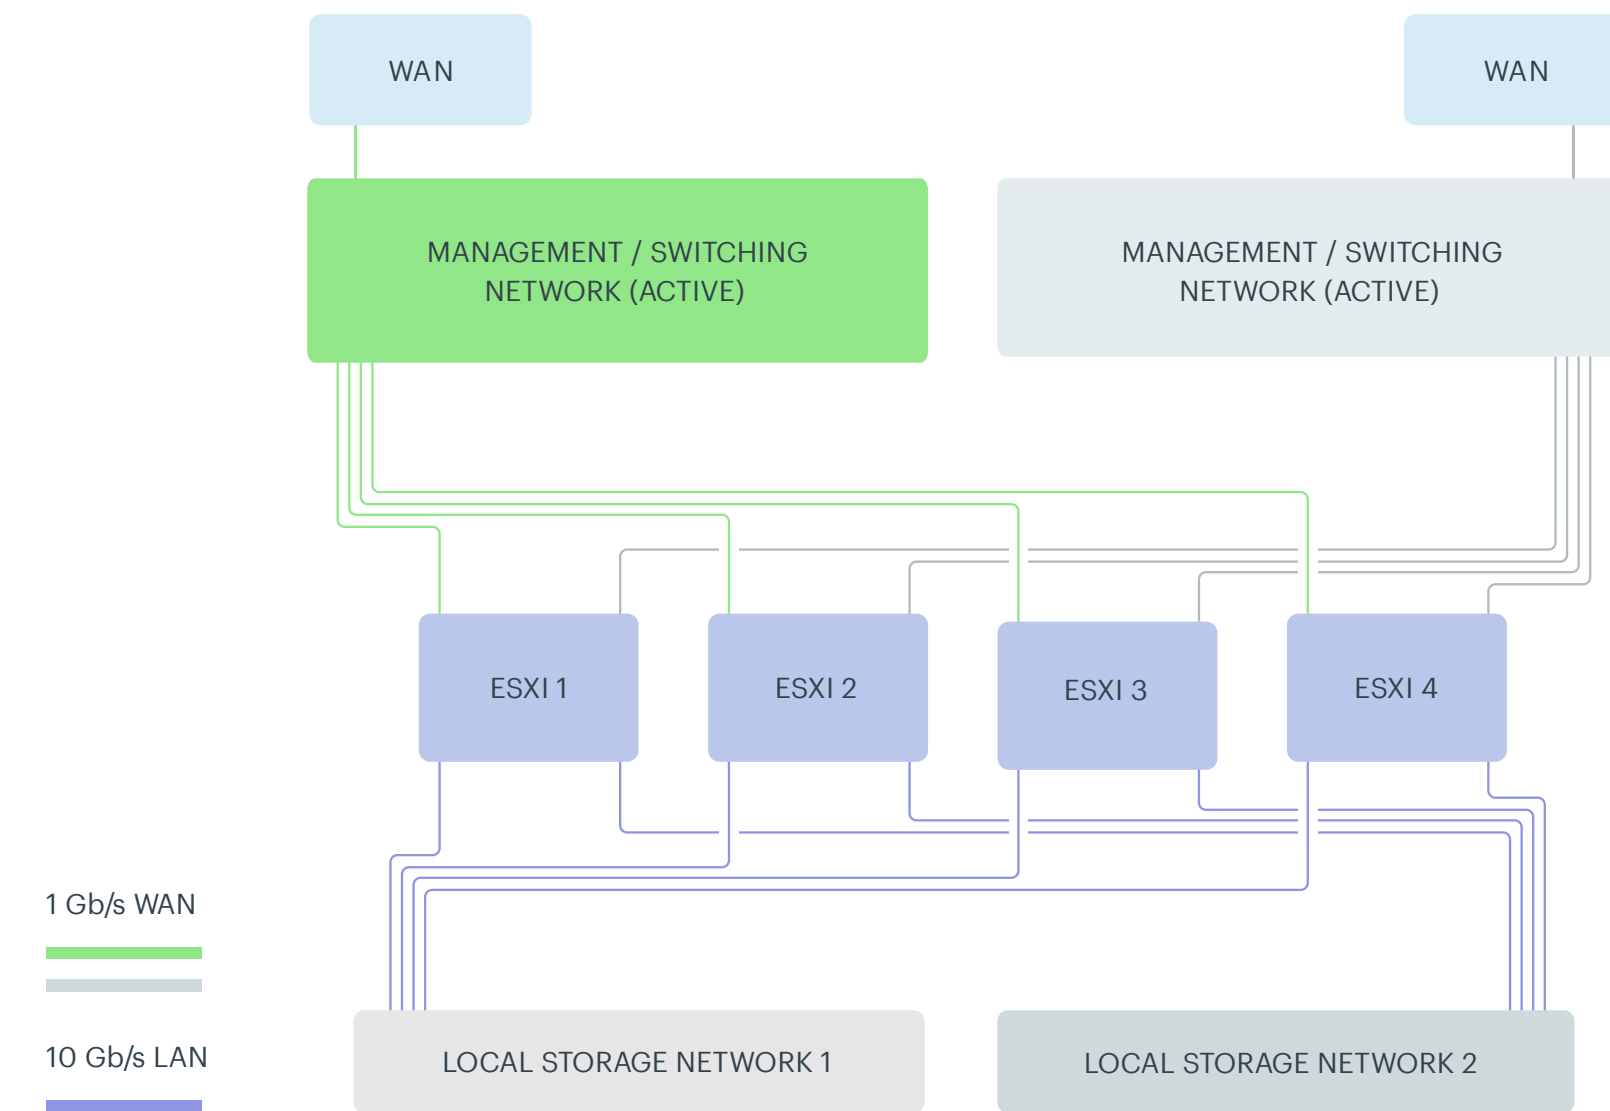 WAN
WAN
MANAGEMENT / SWITCHING
NETWORK (ACTIVE)
MANAGEMENT / SWITCHING
NETWORK (ACTIVE)
ESXI 1
ESXI 2
ESXI 3
ESXI 4
1 Gb/s WAN
10 Gb/s LAN
LOCAL STORAGE NETWORK 1
LOCAL STORAGE NETWORK 2